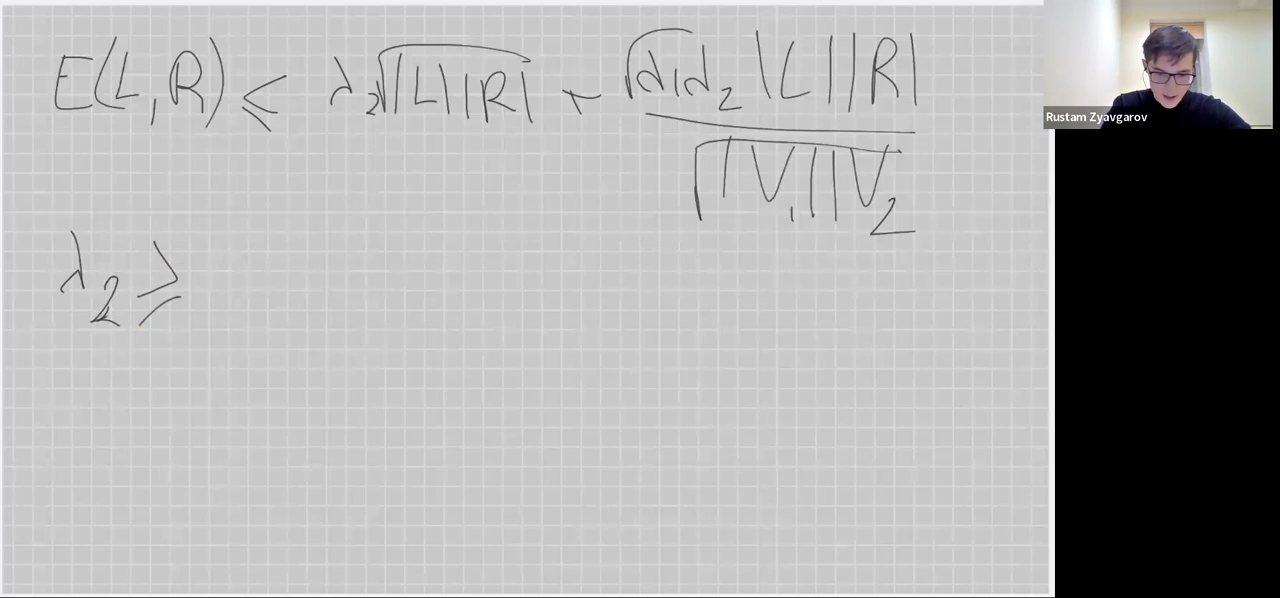 E(L,R) ≤ λ₂√|L||R| + √d₁d₂ |L||R| / √|V₁||V₂
λ₂ ≥
Rustam Zyavgarov